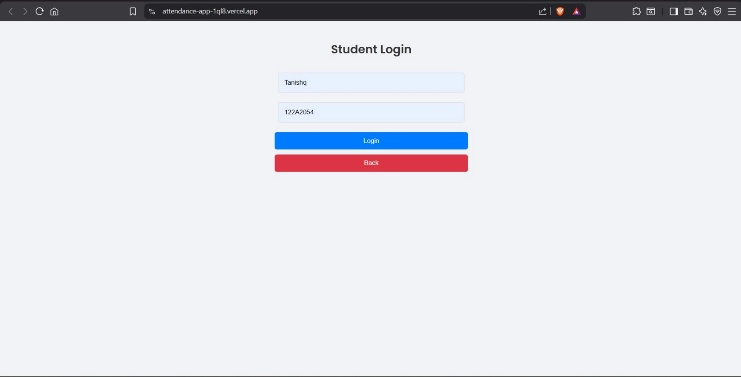 attendance-app-1ql8.vercel.app
Student Login
Tanishq
122A2054
Login
Back